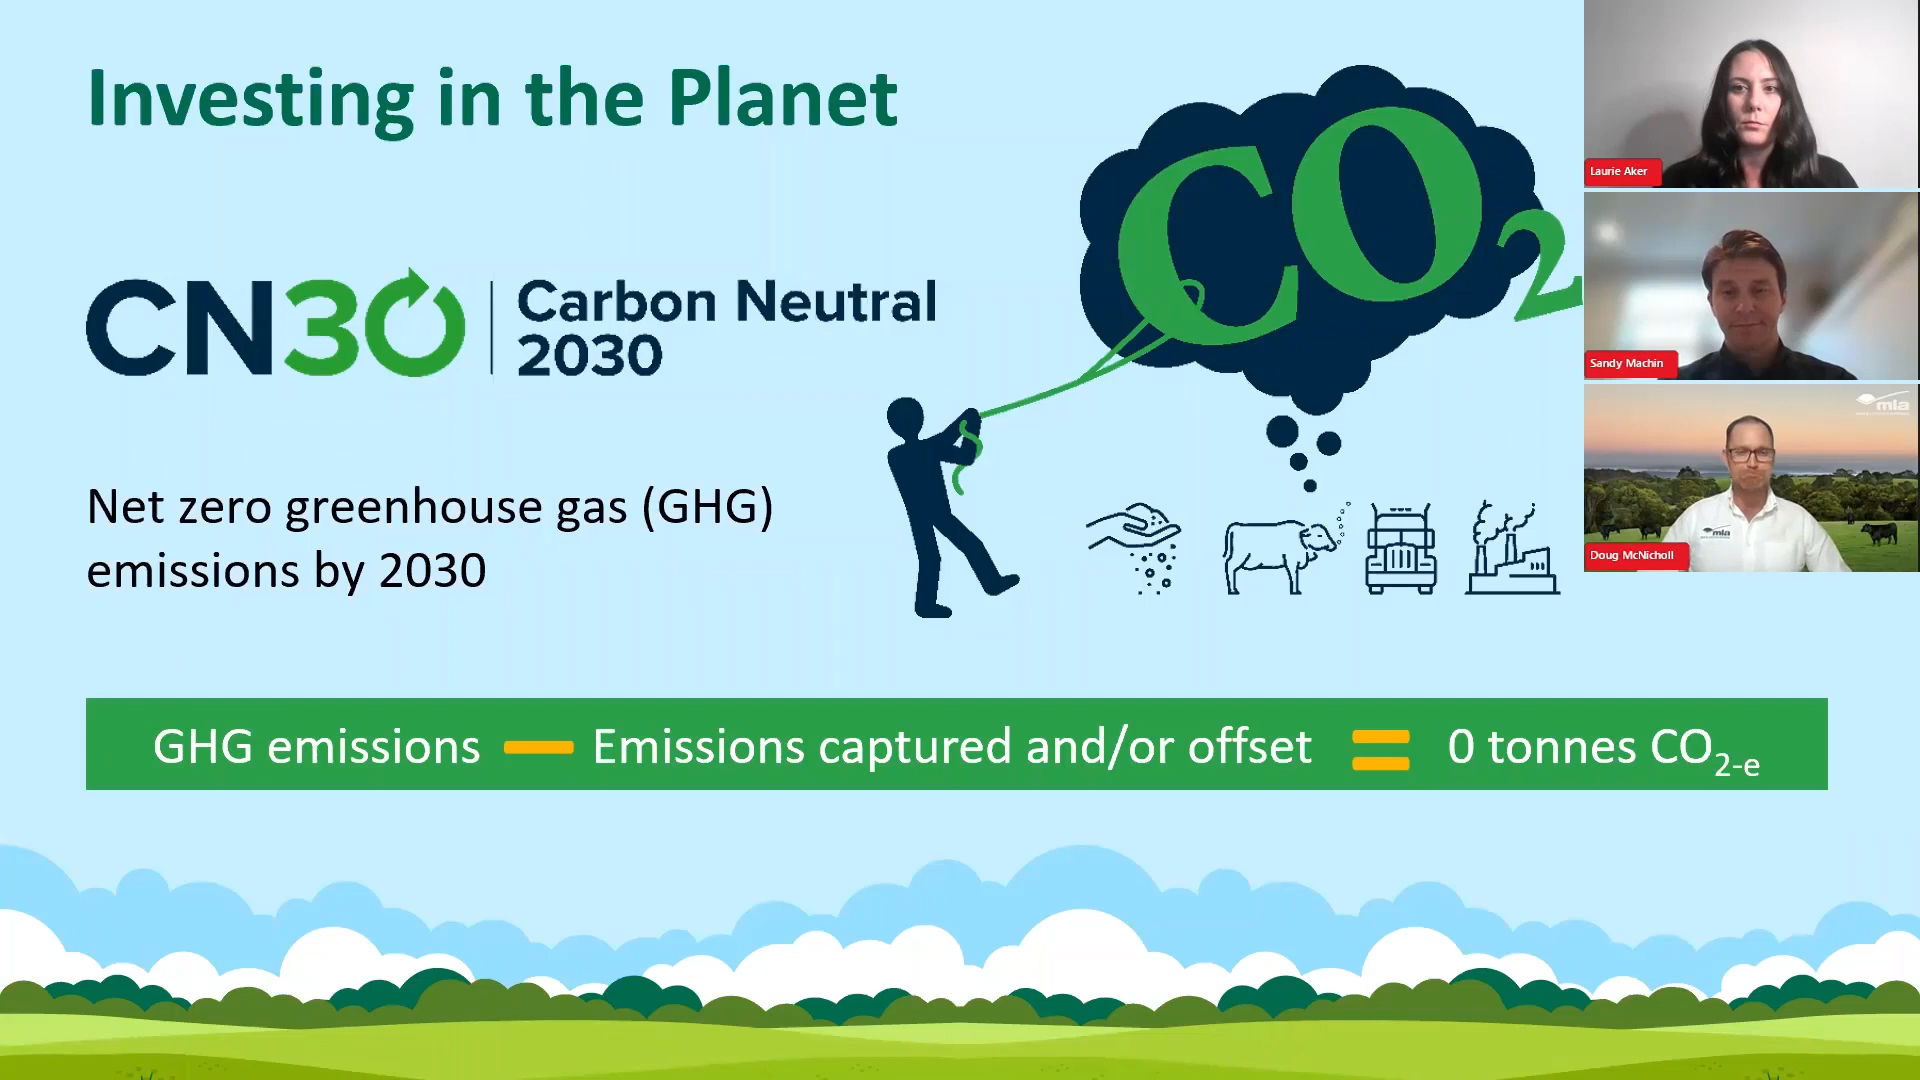 Investing in the Planet
CN30 | Carbon Neutral
2030
CO2
Net zero greenhouse gas (GHG)
emissions by 2030
GHG emissions − Emissions captured and/or offset = 0 tonnes CO2-e
Laurie Aker
Sandy Machin
mla
mla
Doug McNicholl